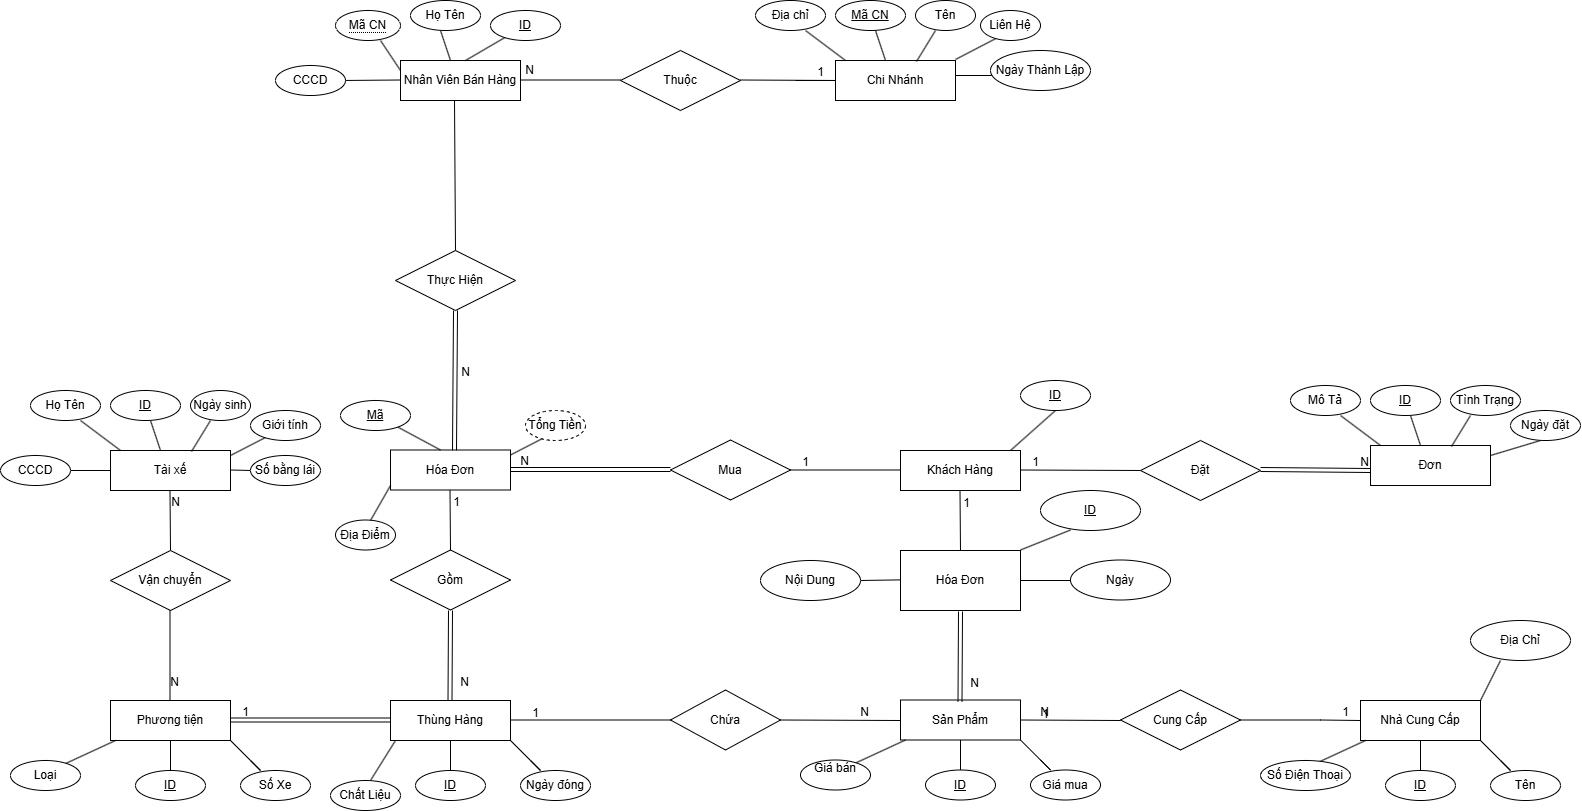 Mã CN
Họ Tên
ID
Địa chỉ
Mã CN
Tên
Liên Hệ
CCCD
Nhân Viên Bán Hàng
N
Thuộc
1
Chi Nhánh
Ngày Thành Lập
Thực Hiện
N
Họ Tên
ID
Ngày sinh
Giới tính
Mã
Tổng Tiền
ID
Mô Tả
ID
Tình Trạng
Ngày đặt
CCCD
Tài xế
Số bằng lái
Hóa Đơn
N
Mua
1
Khách Hàng
1
Đặt
N
Đơn
N
1
1
ID
Địa Điểm
Vận chuyển
Gồm
Nội Dung
Hóa Đơn
Ngày
Địa Chỉ
N
N
N
Phương tiện
1
Thùng Hàng
1
Chứa
N
Sản Phẩm
N
1
Cung Cấp
1
Nhà Cung Cấp
Loại
ID
Số Xe
Chất Liệu
ID
Ngày đóng
Giá bán
ID
Giá mua
Số Điện Thoại
ID
Tên